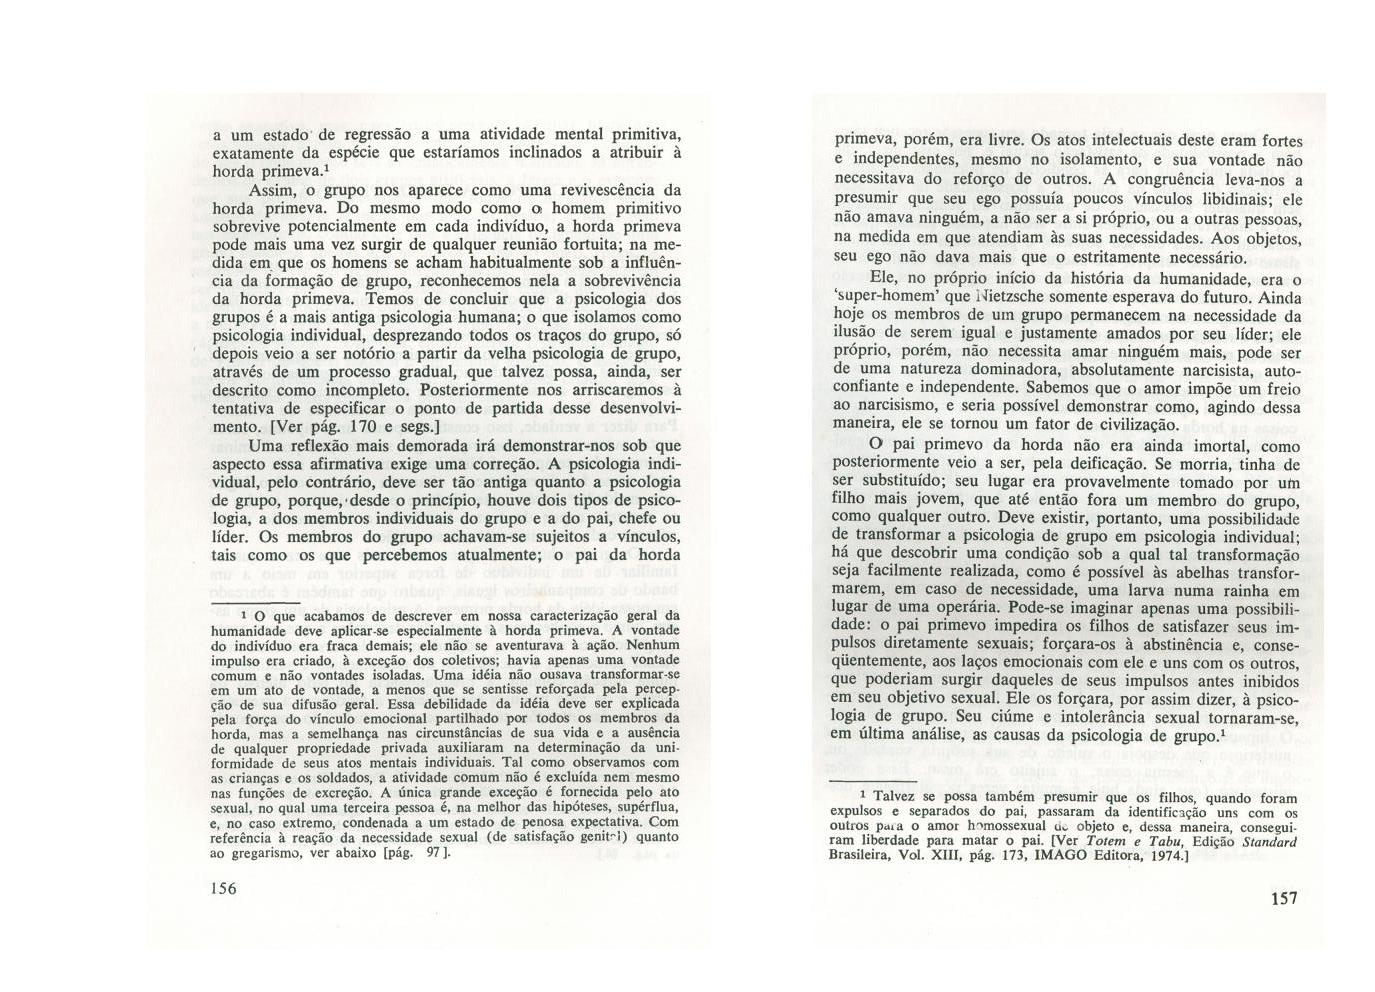 a um estado de regressão a uma atividade mental primitiva,
exatamente da espécie que estaríamos inclinados a atribuir à
horda primeva.¹
Assim, o grupo nos aparece como uma revivescência da
horda primeva. Do mesmo modo como o homem primitivo
sobrevive potencialmente em cada indivíduo, a horda primeva
pode mais uma vez surgir de qualquer reunião fortuita; na me-
dida em que os homens se acham habitualmente sob a influên-
cia da formação de grupo, reconhecemos nela a sobrevivência
da horda primeva. Temos de concluir que a psicologia dos
grupos é a mais antiga psicologia humana; o que isolamos como
psicologia individual, desprezando todos os traços do grupo, só
depois veio a ser notório a partir da velha psicologia de grupo,
através de um processo gradual, que talvez possa, ainda, ser
descrito como incompleto. Posteriormente nos arriscaremos à
tentativa de especificar o ponto de partida desse desenvolvi-
mento. [Ver pág. 170 e segs.]
Uma reflexão mais demorada irá demonstrar-nos sob que
aspecto essa afirmativa exige uma correção. A psicologia indi-
vidual, pelo contrário, deve ser tão antiga quanto a psicologia
de grupo, porque, desde o princípio, houve dois tipos de psico-
logia, a dos membros individuais do grupo e a do pai, chefe ou
líder. Os membros do grupo achavam-se sujeitos a vínculos,
tais como os que percebemos atualmente; o pai da horda
¹ O que acabamos de descrever em nossa caracterização geral da
humanidade deve aplicar-se especialmente à horda primeva. A vontade
do indivíduo era fraca demais; ele não se aventurava à ação. Nenhum
impulso era criado, à exceção dos coletivos; havia apenas uma vontade
comum e não vontades isoladas. Uma idéia não ousava transformar-se
em um ato de vontade, a menos que se sentisse reforçada pela percep-
ção de sua difusão geral. Essa debilidade da idéia deve ser explicada
pela força do vínculo emocional partilhado por todos os membros da
horda, mas a semelhança nas circunstâncias de sua vida e a ausência
de qualquer propriedade privada auxiliaram na determinação da uni-
formidade de seus atos mentais individuais. Tal como observamos com
as crianças e os soldados, a atividade comum não é excluída nem mesmo
nas funções de excreção. A única grande exceção é fornecida pelo ato
sexual, no qual uma terceira pessoa é, na melhor das hipóteses, supérflua,
e, no caso extremo, condenada a um estado de penosa expectativa. Com
referência à reação da necessidade sexual (de satisfação genital) quanto
ao gregarismo, ver abaixo [pág. 97].
156
primeva, porém, era livre. Os atos intelectuais deste eram fortes
e independentes, mesmo no isolamento, e sua vontade não
necessitava do reforço de outros. A congruência leva-nos a
presumir que seu ego possuía poucos vínculos libidinais; ele
não amava ninguém, a não ser a si próprio, ou a outras pessoas,
na medida em que atendiam às suas necessidades. Aos objetos,
seu ego não dava mais que o estritamente necessário.
Ele, no próprio início da história da humanidade, era o
‘super-homem’ que Nietzsche somente esperava do futuro. Ainda
hoje os membros de um grupo permanecem na necessidade da
ilusão de serem igual e justamente amados por seu líder; ele
próprio, porém, não necessita amar ninguém mais, pode ser
de uma natureza dominadora, absolutamente narcisista, auto-
confiante e independente. Sabemos que o amor impõe um freio
ao narcisismo, e seria possível demonstrar como, agindo dessa
maneira, ele se tornou um fator de civilização.
O pai primevo da horda não era ainda imortal, como
posteriormente veio a ser, pela deificação. Se morria, tinha de
ser substituído; seu lugar era provavelmente tomado por um
filho mais jovem, que até então fora um membro do grupo,
como qualquer outro. Deve existir, portanto, uma possibilidade
de transformar a psicologia de grupo em psicologia individual;
há que descobrir uma condição sob a qual tal transformação
seja facilmente realizada, como é possível às abelhas transfor-
marem, em caso de necessidade, uma larva numa rainha em
lugar de uma operária. Pode-se imaginar apenas uma possibili-
dade: o pai primevo impedira os filhos de satisfazer seus im-
pulsos diretamente sexuais; forçara-os à abstinência e, conse-
qüentemente, aos laços emocionais com ele e uns com os outros,
que poderiam surgir daqueles de seus impulsos antes inibidos
em seu objetivo sexual. Ele os forçara, por assim dizer, à psico-
logia de grupo. Seu ciúme e intolerância sexual tornaram-se,
em última análise, as causas da psicologia de grupo.¹
¹ Talvez se possa também presumir que os filhos, quando foram
expulsos e separados do pai, passaram da identificação uns com os
outros para o amor homossexual de objeto e, dessa maneira, consegui-
ram liberdade para matar o pai. [Ver Totem e Tabu, Edição Standard
Brasileira, Vol. XIII, pág. 173, IMAGO Editora, 1974.]
157